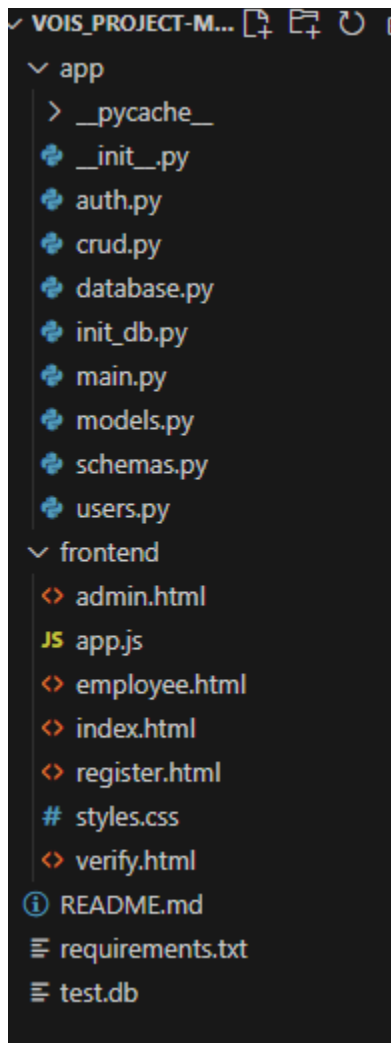 VOIS_PROJECT-M...
app
__pycache__
__init__.py
auth.py
crud.py
database.py
init_db.py
main.py
models.py
schemas.py
users.py
frontend
<> admin.html
JS app.js
<> employee.html
<> index.html
<> register.html
# styles.css
<> verify.html
README.md
requirements.txt
test.db